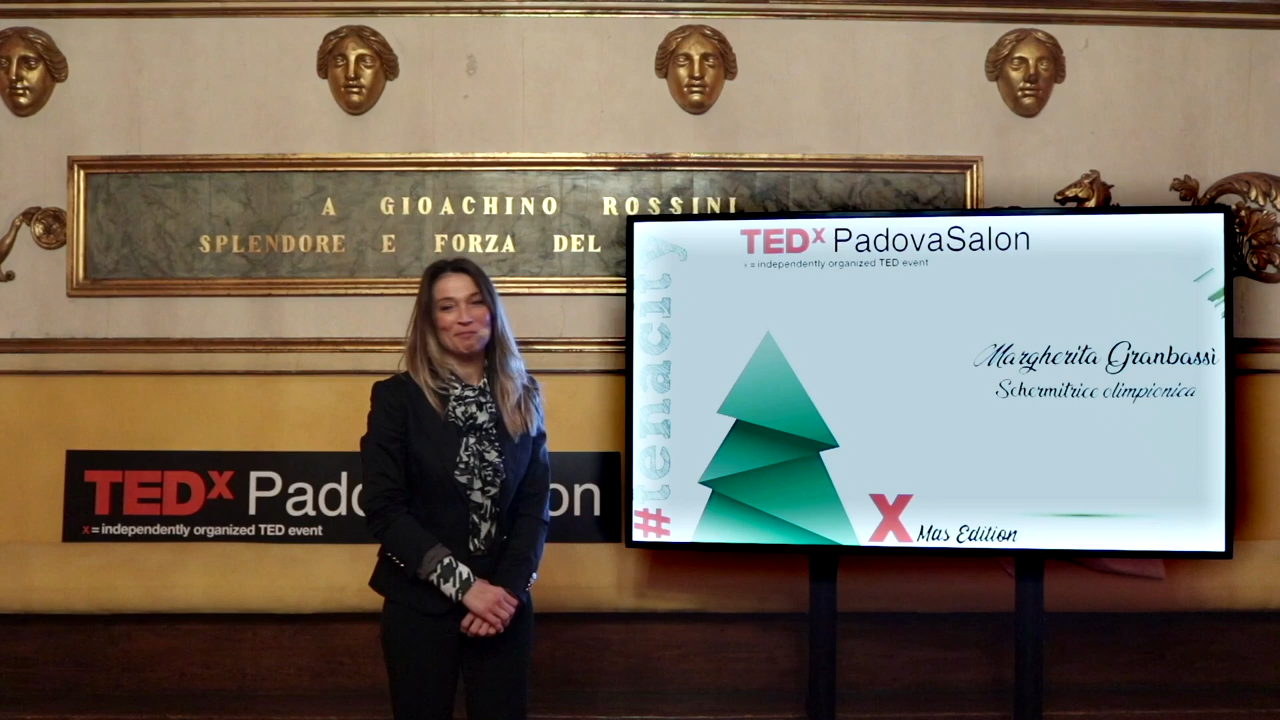 A GIOACHINO ROSSINI
SPLENDORE E FORZA DEL
TEDx PadovaSalon
x = independently organized TED event
#tenacity
Margherita Granbassi
Schermitrice olimpionica
X Mas Edition
TEDx Pado on
x = independently organized TED event